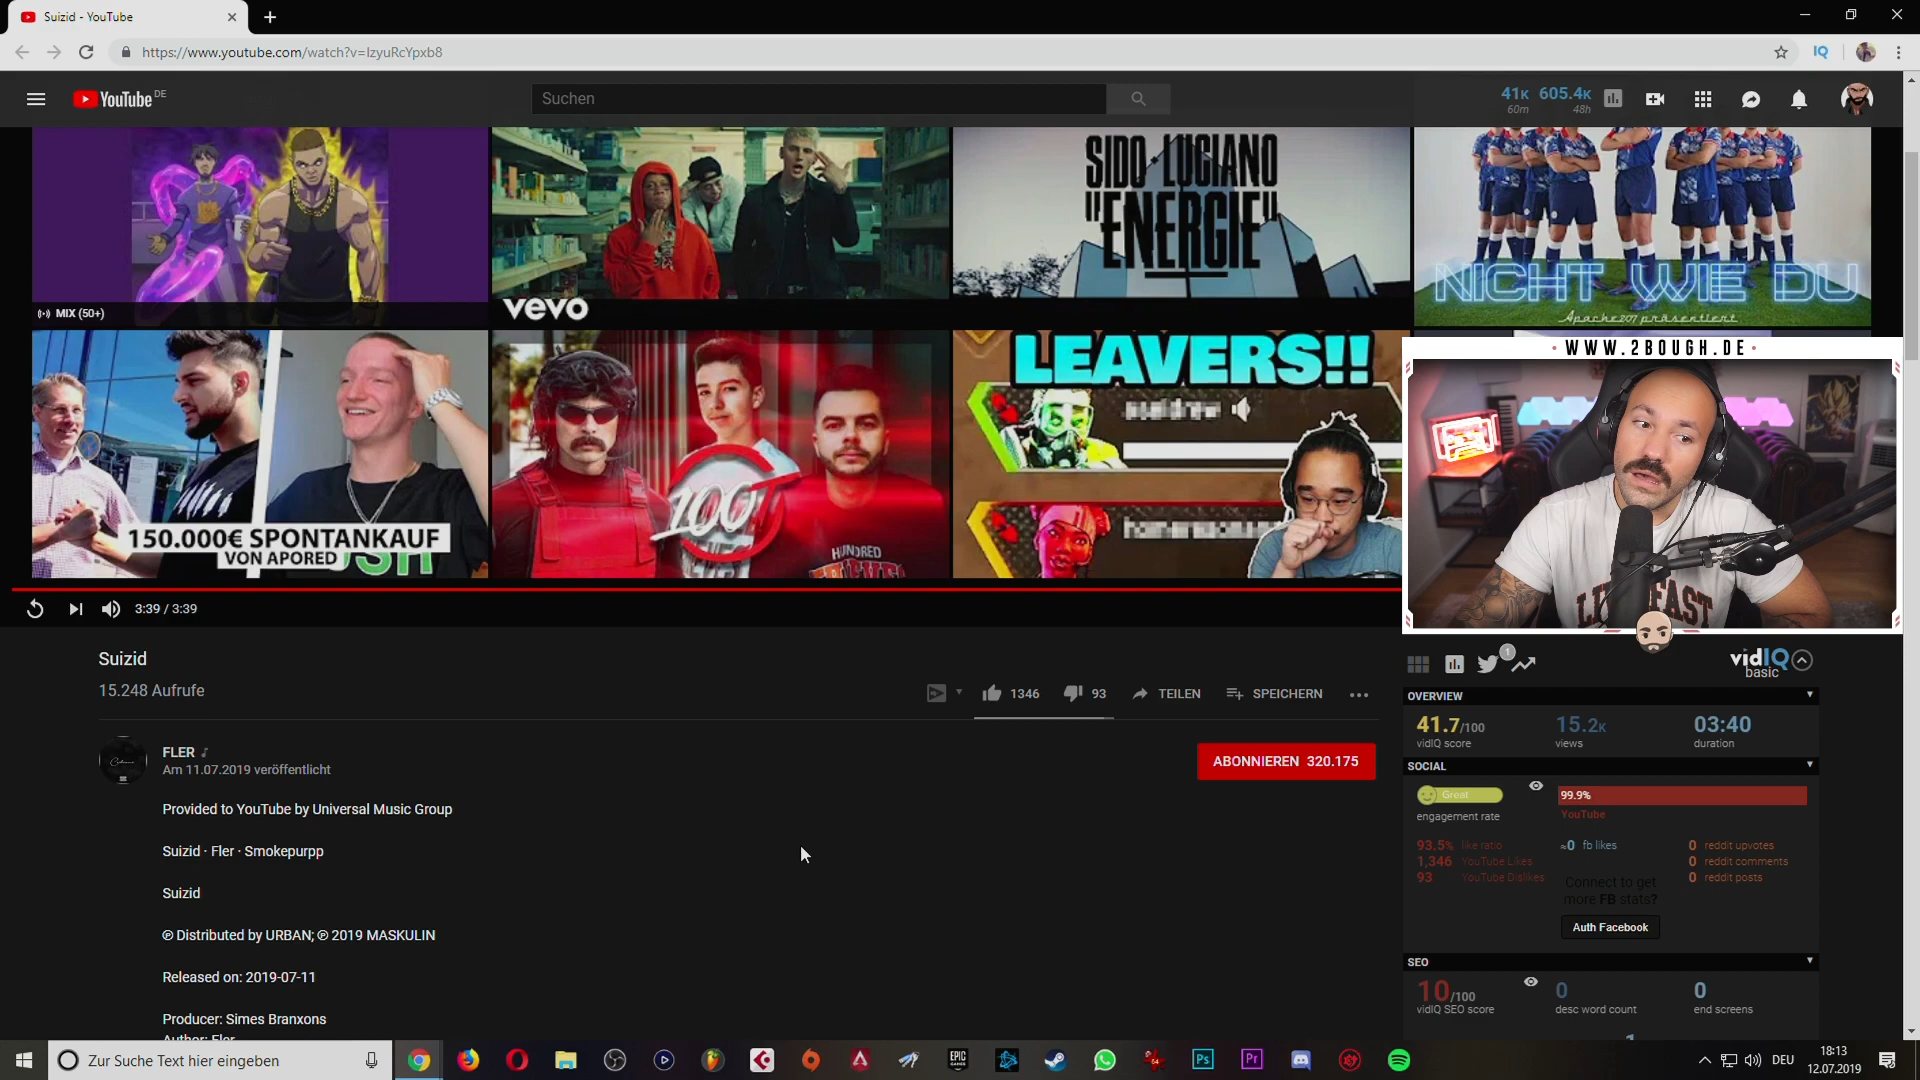 Suizid - YouTube
https://www.youtube.com/watch?v=IzyuRcYpxb8
YouTube DE
Suchen
41K 605.4K
60m 48h
MIX (50+)
vevo
SIDO LUCIANO
"ENERGIE"
NICHT WIE DU
Apache207 präsentiert
150.000€ SPONTANKAUF
VON APORED
100
HUNDRED
LEAVERS!!
WWW.2BOUGH.DE
3:39 / 3:39
Suizid
15.248 Aufrufe
1346
93
TEILEN
SPEICHERN
FLER
Am 11.07.2019 veröffentlicht
ABONNIEREN 320.175
Provided to YouTube by Universal Music Group
Suizid · Fler · Smokepurpp
Suizid
℗ Distributed by URBAN; ℗ 2019 MASKULIN
Released on: 2019-07-11
Producer: Simes Branxons
Author: Fler
1
vidIQ
basic
OVERVIEW
41.7/100
vidIQ score
15.2K
views
03:40
duration
SOCIAL
Great
engagement rate
99.9%
YouTube
93.5% like ratio
1,346 YouTube Likes
93 YouTube Dislikes
≈0 fb likes
Connect to get
more FB stats?
Auth Facebook
0 reddit upvotes
0 reddit comments
0 reddit posts
SEO
10/100
vidIQ SEO score
0
desc word count
0
end screens
Zur Suche Text hier eingeben
EPIC
GAMES
64
Ps
Pr
DEU
18:13
12.07.2019